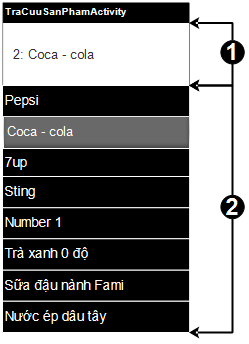 TraCuuSanPhamActivity
2: Coca - cola
1
Pepsi
Coca - cola
7up
Sting
2
Number 1
Trà xanh 0 độ
Sữa đậu nành Fami
Nước ép dâu tây